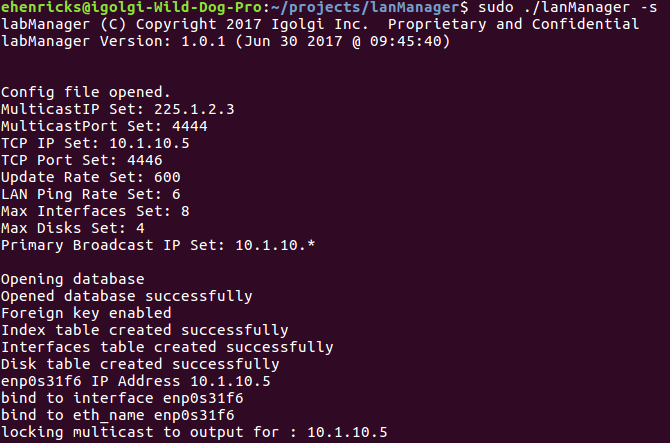 ehenricks@igolgi-Wild-Dog-Pro:~/projects/lanManager$ sudo ./lanManager -s
labManager (C) Copyright 2017 Igolgi Inc.  Proprietary and Confidential
labManager Version: 1.0.1 (Jun 30 2017 @ 09:45:40)
Config file opened.
MulticastIP Set: 225.1.2.3
MulticastPort Set: 4444
TCP IP Set: 10.1.10.5
TCP Port Set: 4446
Update Rate Set: 600
LAN Ping Rate Set: 6
Max Interfaces Set: 8
Max Disks Set: 4
Primary Broadcast IP Set: 10.1.10.*
Opening database
Opened database successfully
Foreign key enabled
Index table created successfully
Interfaces table created successfully
Disk table created successfully
enp0s31f6 IP Address 10.1.10.5
bind to interface enp0s31f6
bind to eth_name enp0s31f6
locking multicast to output for : 10.1.10.5